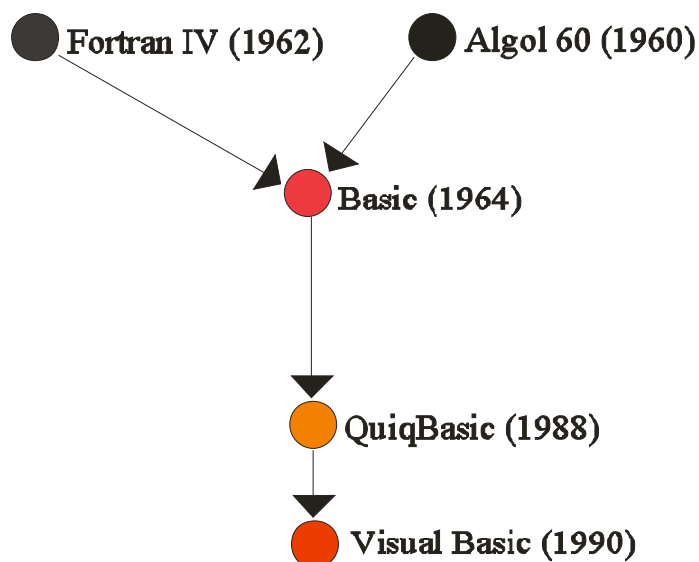 Fortran IV (1962)
Algol 60 (1960)
Basic (1964)
QuiqBasic (1988)
Visual Basic (1990)